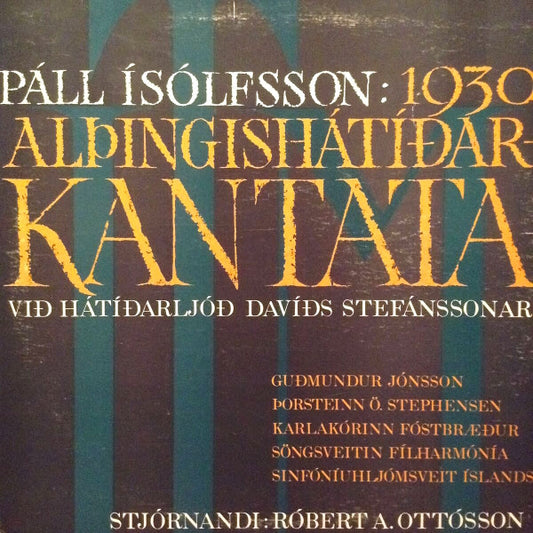 PÁLL ÍSÓLFSSON: 1930
ALÞINGISHÁTÍÐAR-
KANTATA
VIÐ HÁTÍÐARLJÓÐ DAVÍÐS STEFÁNSSONAR
GUÐMUNDUR JÓNSSON
ÞORSTEINN Ö. STEPHENSEN
KARLAKÓRINN FÓSTBRÆÐUR
SÖNGSVEITIN FÍLHARMÓNÍA
SINFÓNÍUHLJÓMSVEIT ÍSLANDS
STJÓRNANDI: RÓBERT A. OTTÓSSON